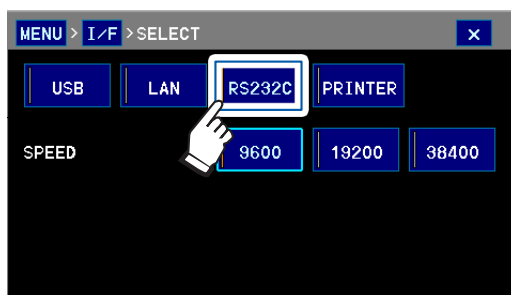 MENU > I/F >SELECT ×
USB LAN RS232C PRINTER
SPEED 9600 19200 38400